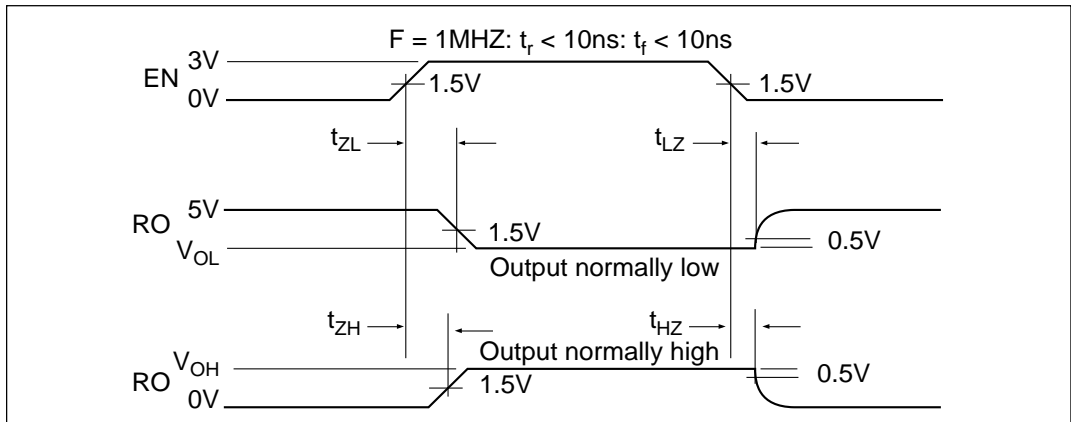 F = 1MHZ: tr < 10ns: tf < 10ns
3V
EN
1.5V
1.5V
0V
tZL
tLZ
5V
RO
1.5V
0.5V
VOL
Output normally low
tZH
tHZ
Output normally high
VOH
RO
1.5V
0.5V
0V